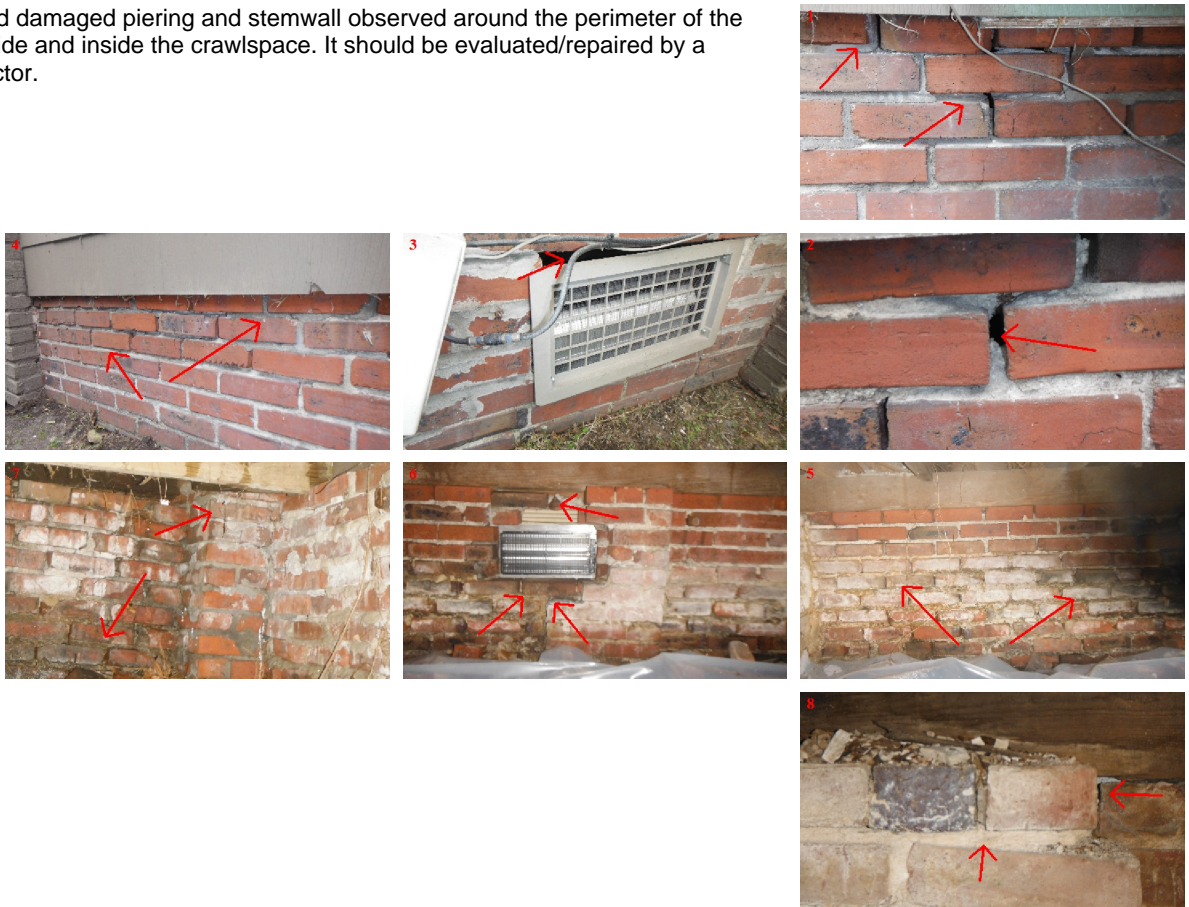 d damaged piering and stemwall observed around the perimeter of the
de and inside the crawlspace. It should be evaluated/repaired by a
ctor.
1
4
3
2
7
6
5
8